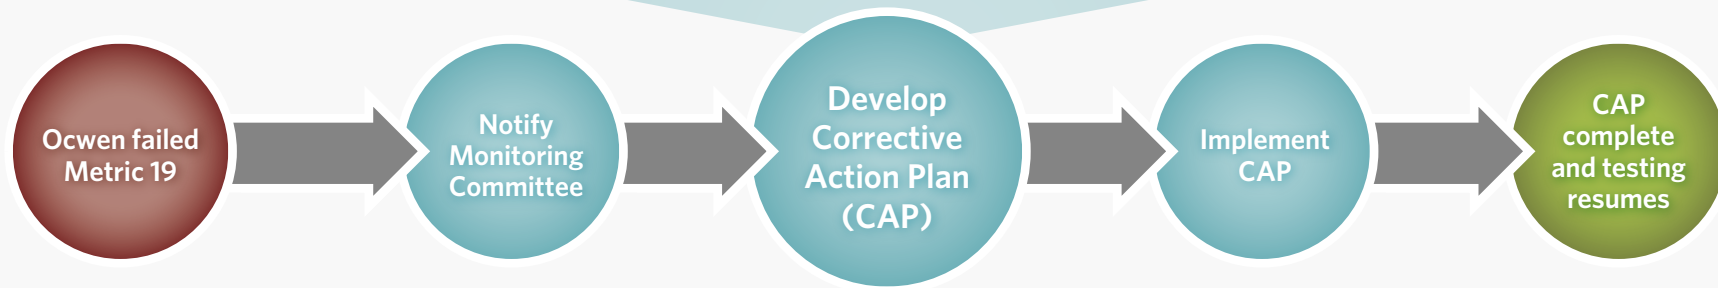 Ocwen failed
Metric 19
Notify
Monitoring
Committee
Develop
Corrective
Action Plan
(CAP)
Implement
CAP
CAP
complete
and testing
resumes